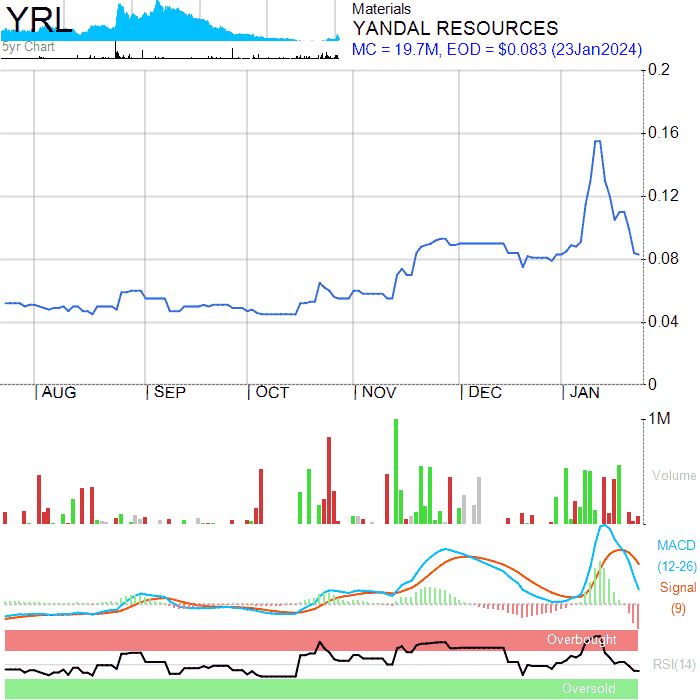 YRL
5yr Chart
Materials
YANDAL RESOURCES
MC = 19.7M, EOD = $0.083 (23Jan2024)
0.2
0.16
0.12
0.08
0.04
0
AUG SEP OCT NOV DEC JAN
1M
Volume
MACD
(12-26)
Signal
(9)
Overbought
RSI(14)
Oversold